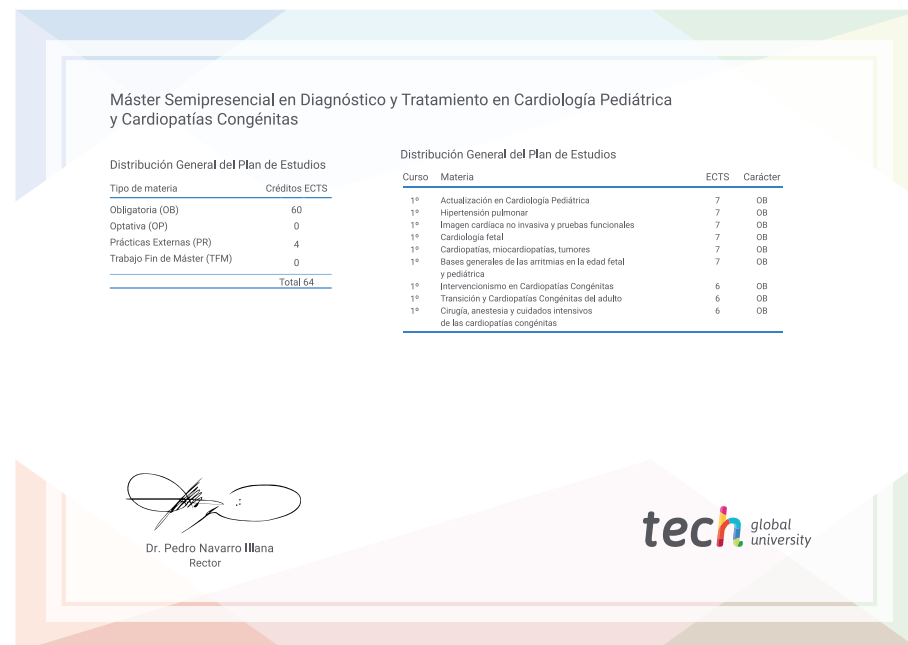 Máster Semipresencial en Diagnóstico y Tratamiento en Cardiología Pediátrica
y Cardiopatías Congénitas
Distribución General del Plan de Estudios
Tipo de materia Créditos ECTS
Obligatoria (OB) 60
Optativa (OP) 0
Prácticas Externas (PR) 4
Trabajo Fin de Máster (TFM) 0
Total 64
Distribución General del Plan de Estudios
Curso Materia ECTS Carácter
1º Actualización en Cardiología Pediátrica 7 OB
1º Hipertensión pulmonar 7 OB
1º Imagen cardíaca no invasiva y pruebas funcionales 7 OB
1º Cardiología fetal 7 OB
1º Cardiopatías, miocardiopatías, tumores 7 OB
1º Bases generales de las arritmias en la edad fetal 7 OB
y pediátrica
1º Intervencionismo en Cardiopatías Congénitas 6 OB
1º Transición y Cardiopatías Congénitas del adulto 6 OB
1º Cirugía, anestesia y cuidados intensivos 6 OB
de las cardiopatías congénitas
Dr. Pedro Navarro Illana
Rector
tech global
university